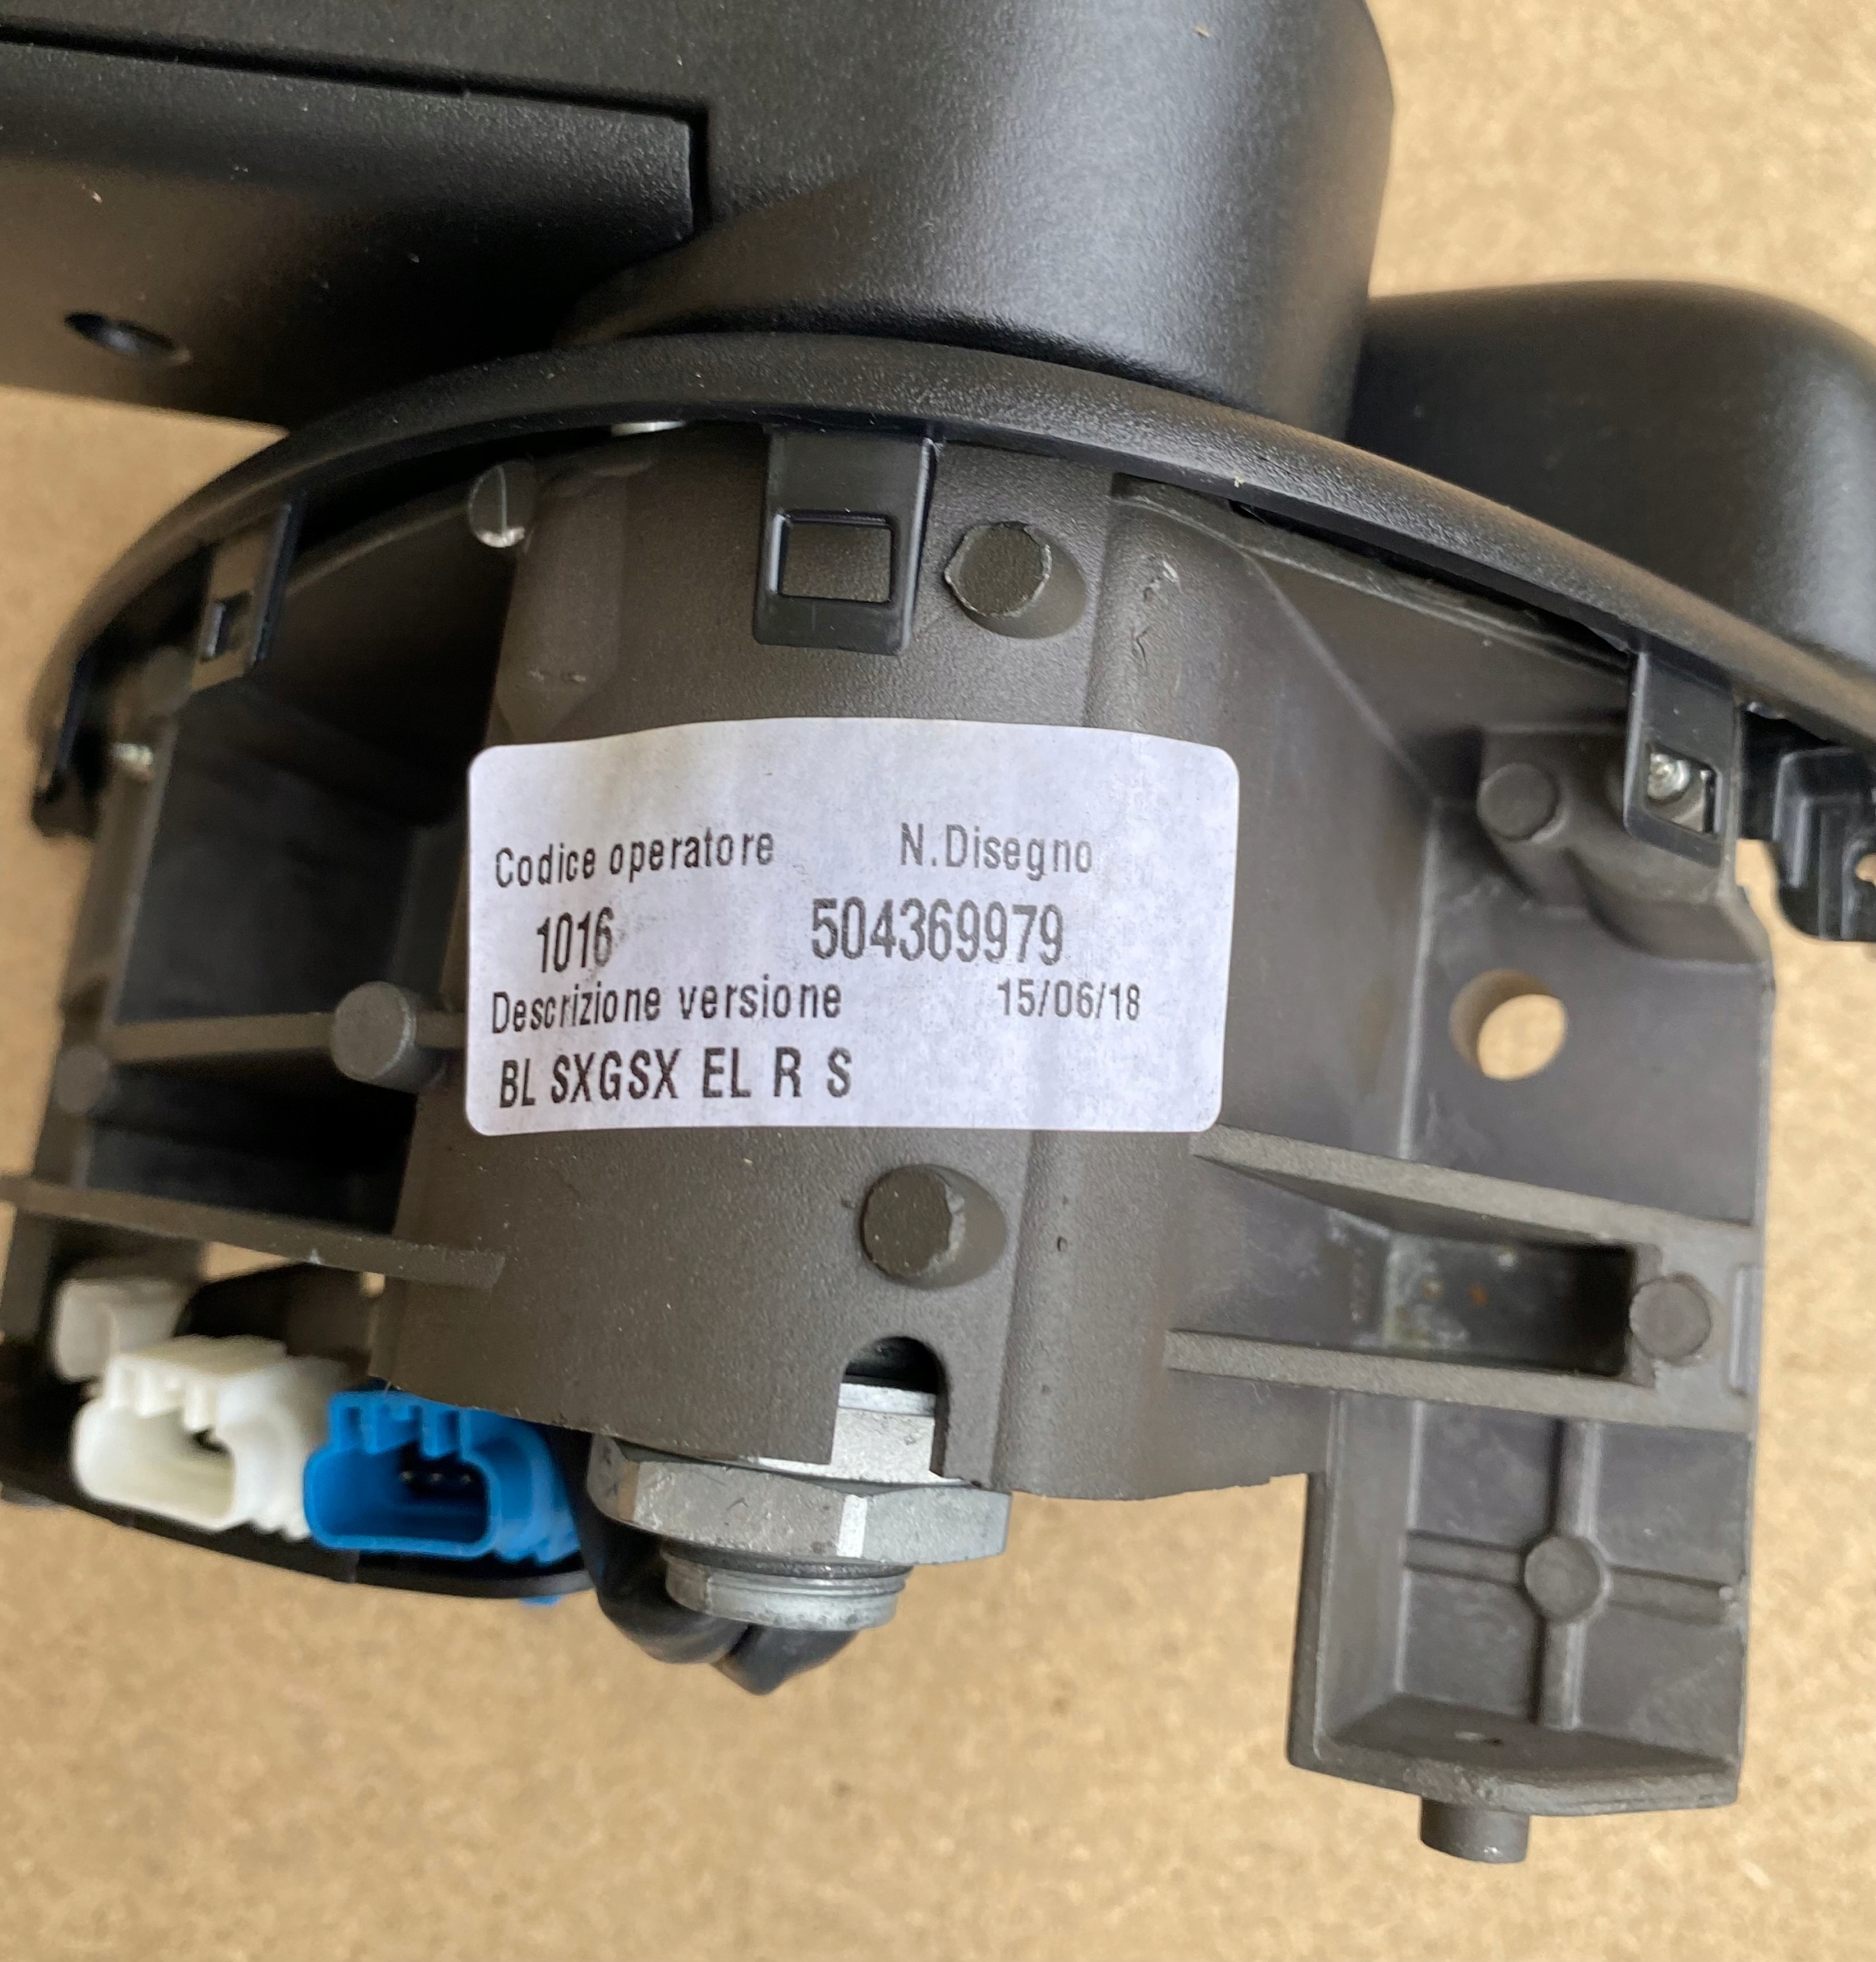 Codice operatore N.Disegno
1016 504369979
Descrizione versione 15/06/18
BL SXGSX EL R S